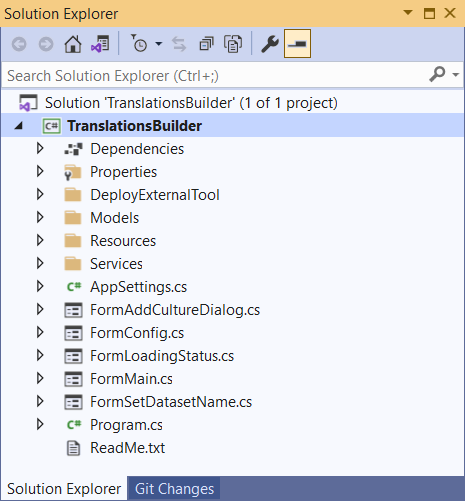 Solution Explorer
Search Solution Explorer (Ctrl+;)
Solution 'TranslationsBuilder' (1 of 1 project)
C# TranslationsBuilder
Dependencies
Properties
DeployExternalTool
Models
Resources
Services
C# AppSettings.cs
FormAddCultureDialog.cs
FormConfig.cs
FormLoadingStatus.cs
FormMain.cs
FormSetDatasetName.cs
C# Program.cs
ReadMe.txt
Solution Explorer Git Changes